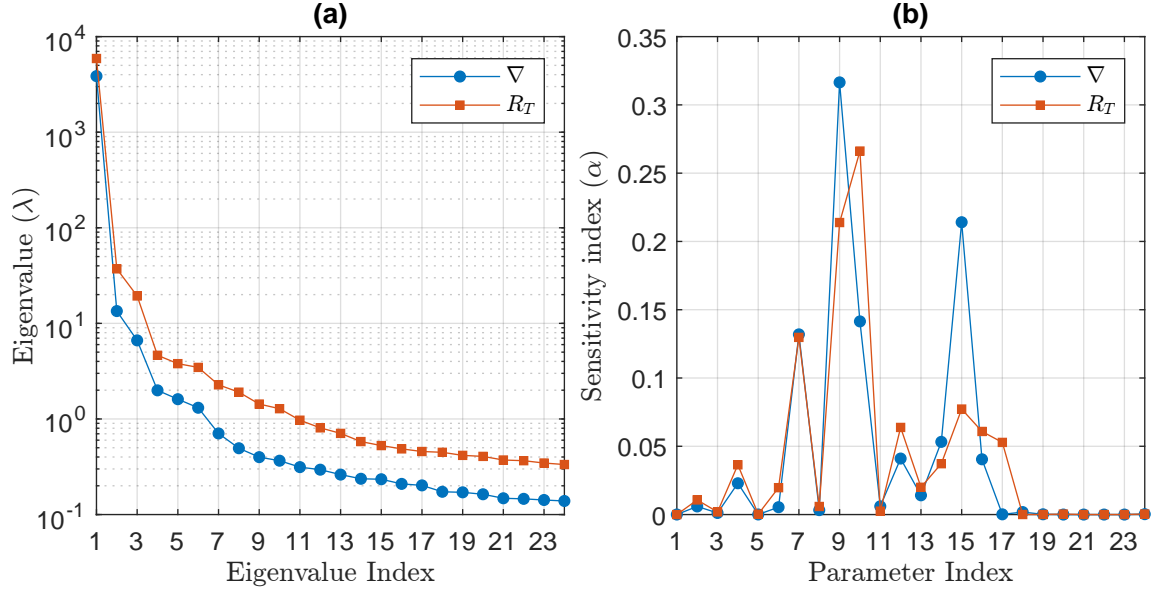 (a)
10^4
10^3
10^2
10^1
10^0
10^-1
Eigenvalue (λ)
∇
R_T
1 3 5 7 9 11 13 15 17 19 21 23
Eigenvalue Index
(b)
0.35
0.3
0.25
0.2
0.15
0.1
0.05
0
Sensitivity index (α)
∇
R_T
1 3 5 7 9 11 13 15 17 19 21 23
Parameter Index